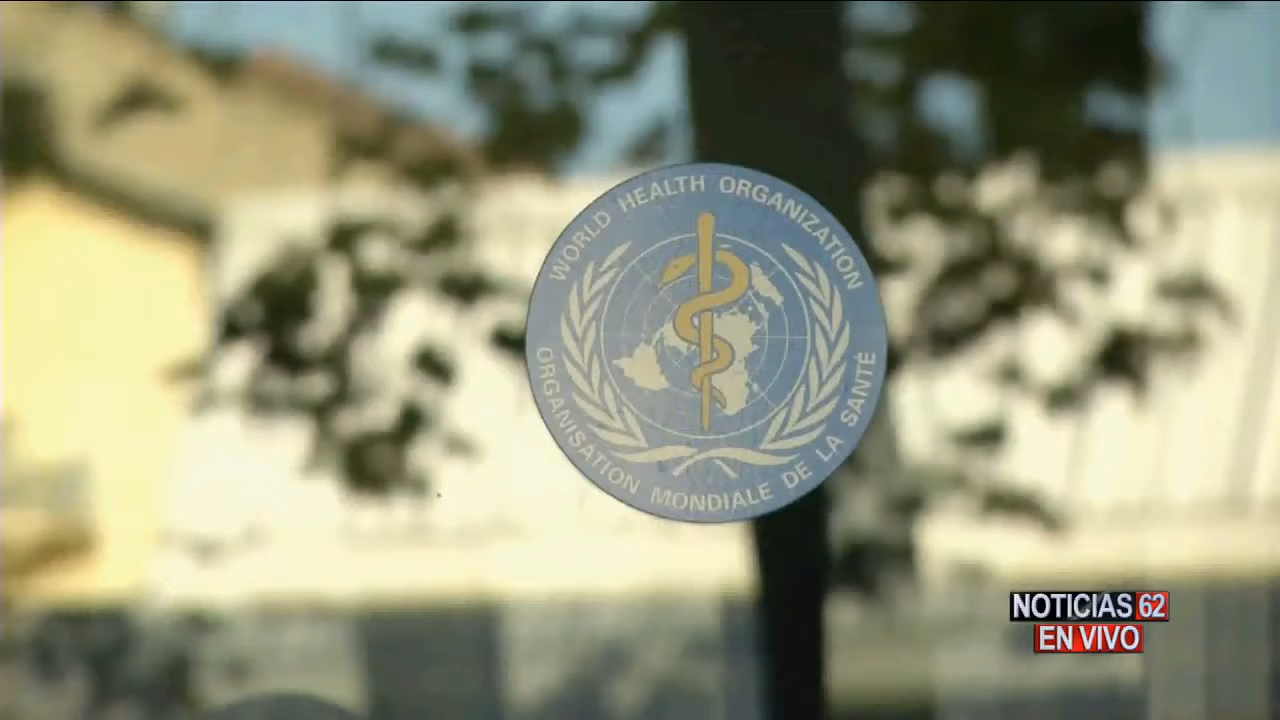 WORLD HEALTH ORGANIZATION
ORGANISATION MONDIALE DE LA SANTÉ
NOTICIAS 62
EN VIVO